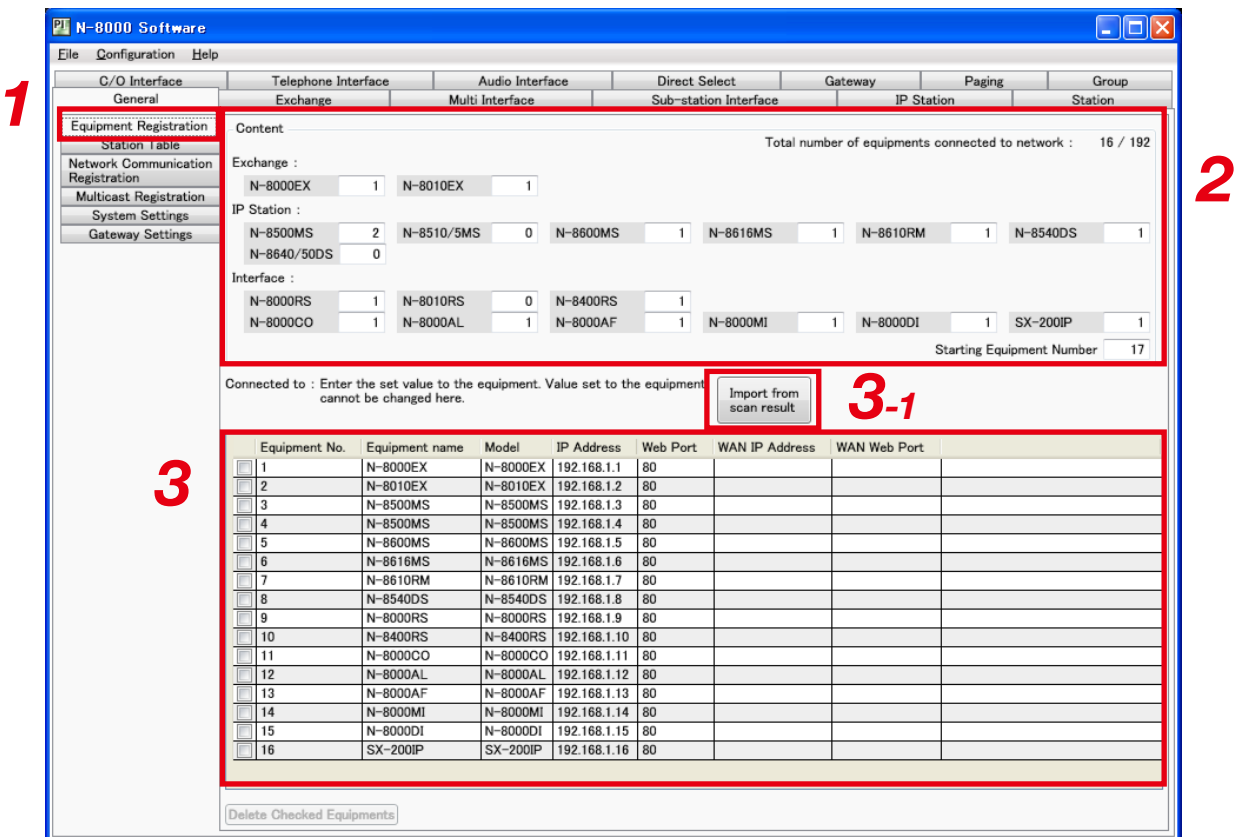 PI N-8000 Software
File Configuration Help
C/O Interface Telephone Interface Audio Interface Direct Select Gateway Paging Group
General Exchange Multi Interface Sub-station Interface IP Station Station
1
Equipment Registration
Station Table
Network Communication
Registration
Multicast Registration
System Settings
Gateway Settings
2
Content
Total number of equipments connected to network : 16 / 192
Exchange :
N-8000EX 1 N-8010EX 1
IP Station :
N-8500MS 2 N-8510/5MS 0 N-8600MS 1 N-8616MS 1 N-8610RM 1 N-8540DS 1
N-8640/50DS 0
Interface :
N-8000RS 1 N-8010RS 0 N-8400RS 1
N-8000CO 1 N-8000AL 1 N-8000AF 1 N-8000MI 1 N-8000DI 1 SX-200IP 1
Starting Equipment Number 17
Connected to : Enter the set value to the equipment. Value set to the equipment
cannot be changed here.
Import from
scan result
3-1
3
Equipment No. Equipment name Model IP Address Web Port WAN IP Address WAN Web Port
1 N-8000EX N-8000EX 192.168.1.1 80
2 N-8010EX N-8010EX 192.168.1.2 80
3 N-8500MS N-8500MS 192.168.1.3 80
4 N-8500MS N-8500MS 192.168.1.4 80
5 N-8600MS N-8600MS 192.168.1.5 80
6 N-8616MS N-8616MS 192.168.1.6 80
7 N-8610RM N-8610RM 192.168.1.7 80
8 N-8540DS N-8540DS 192.168.1.8 80
9 N-8000RS N-8000RS 192.168.1.9 80
10 N-8400RS N-8400RS 192.168.1.10 80
11 N-8000CO N-8000CO 192.168.1.11 80
12 N-8000AL N-8000AL 192.168.1.12 80
13 N-8000AF N-8000AF 192.168.1.13 80
14 N-8000MI N-8000MI 192.168.1.14 80
15 N-8000DI N-8000DI 192.168.1.15 80
16 SX-200IP SX-200IP 192.168.1.16 80
Delete Checked Equipments